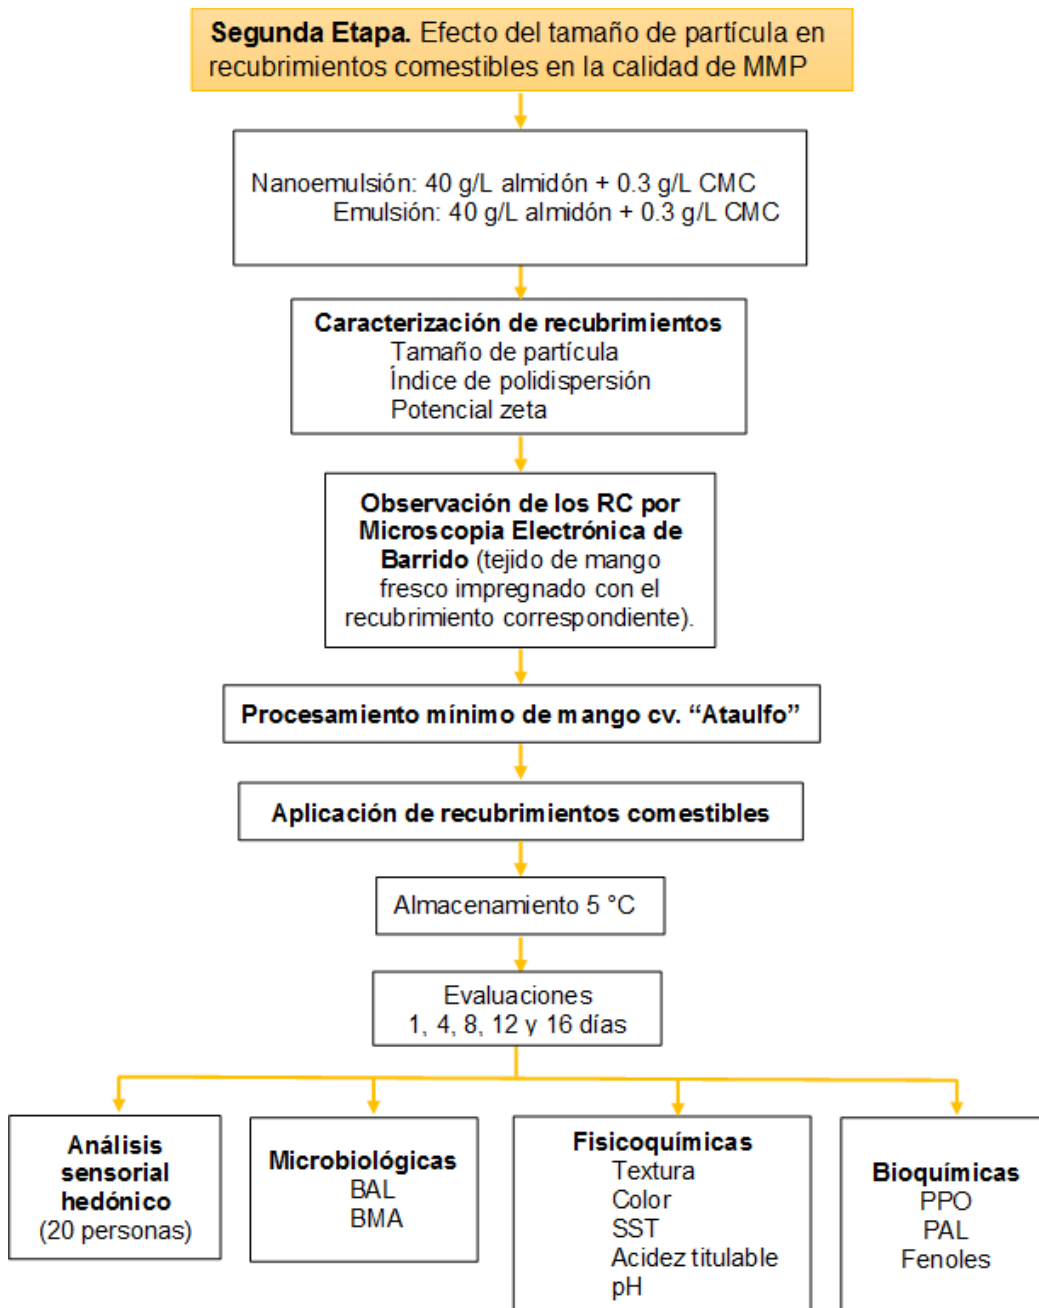 Segunda Etapa. Efecto del tamaño de partícula en
recubrimientos comestibles en la calidad de MMP
Nanoemulsión: 40 g/L almidón + 0.3 g/L CMC
Emulsión: 40 g/L almidón + 0.3 g/L CMC
Caracterización de recubrimientos
Tamaño de partícula
Índice de polidispersión
Potencial zeta
Observación de los RC por
Microscopia Electrónica de
Barrido (tejido de mango
fresco impregnado con el
recubrimiento correspondiente).
Procesamiento mínimo de mango cv. “Ataulfo”
Aplicación de recubrimientos comestibles
Almacenamiento 5 °C
Evaluaciones
1, 4, 8, 12 y 16 días
Análisis
sensorial
hedónico
(20 personas)
Microbiológicas
BAL
BMA
Fisicoquímicas
Textura
Color
SST
Acidez titulable
pH
Bioquímicas
PPO
PAL
Fenoles